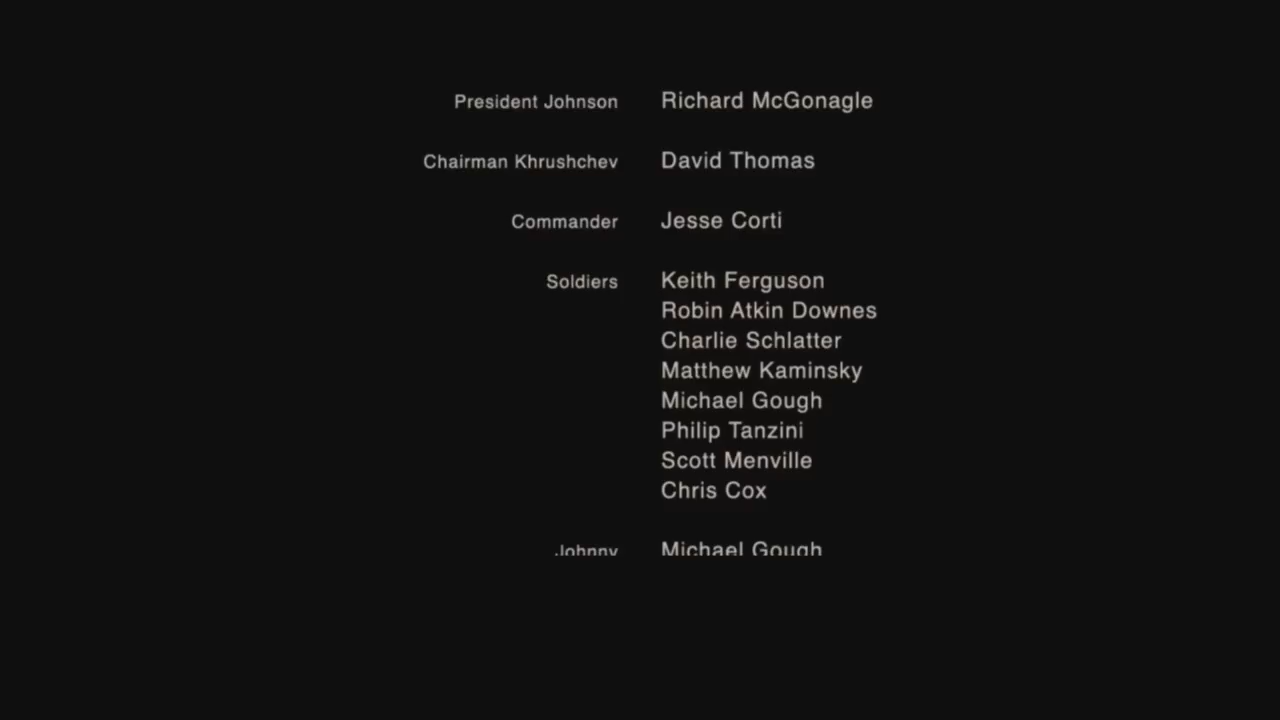 President Johnson Richard McGonagle
Chairman Khrushchev David Thomas
Commander Jesse Corti
Soldiers Keith Ferguson
Robin Atkin Downes
Charlie Schlatter
Matthew Kaminsky
Michael Gough
Philip Tanzini
Scott Menville
Chris Cox
Johnny Michael Gough